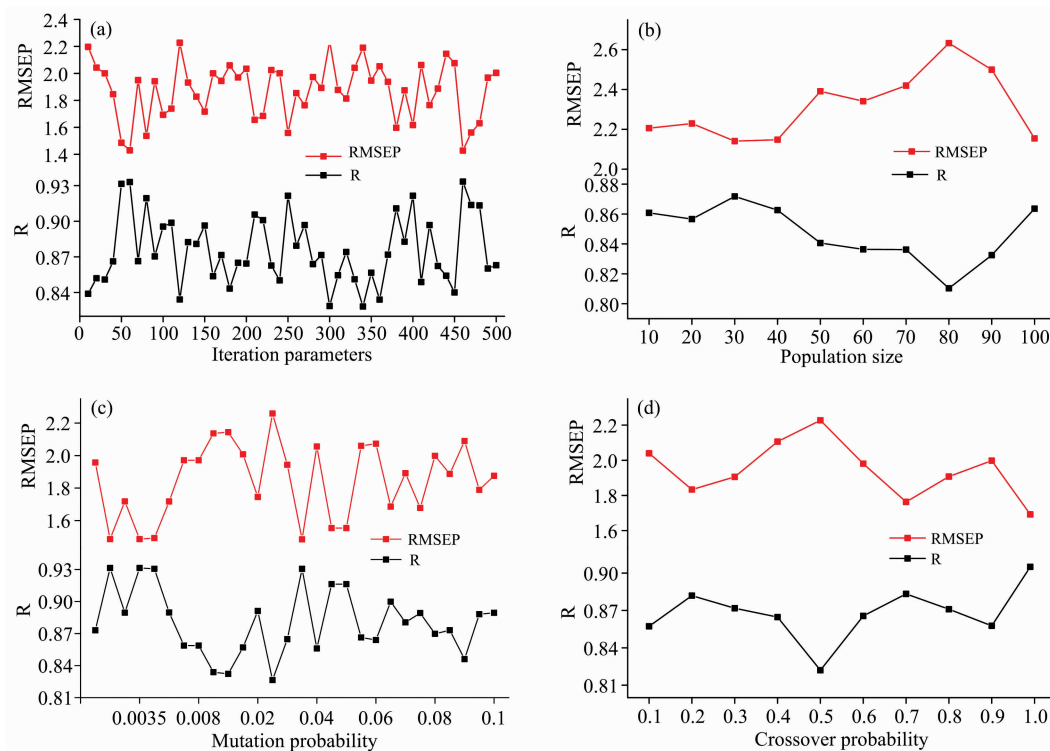 (a)
RMSEP
2.4
2.2
2.0
1.8
1.6
1.4
RMSEP
R
R
0.93
0.90
0.87
0.84
0 50 100 150 200 250 300 350 400 450 500
Iteration parameters
(b)
RMSEP
2.6
2.4
2.2
2.0
RMSEP
R
R
0.88
0.86
0.84
0.82
0.80
10 20 30 40 50 60 70 80 90 100
Population size
(c)
RMSEP
2.2
2.0
1.8
1.6
RMSEP
R
R
0.93
0.90
0.87
0.84
0.81
0.0035 0.008 0.02 0.04 0.06 0.08 0.1
Mutation probability
(d)
RMSEP
2.2
2.0
1.8
1.6
RMSEP
R
R
0.90
0.87
0.84
0.81
0.1 0.2 0.3 0.4 0.5 0.6 0.7 0.8 0.9 1.0
Crossover probability